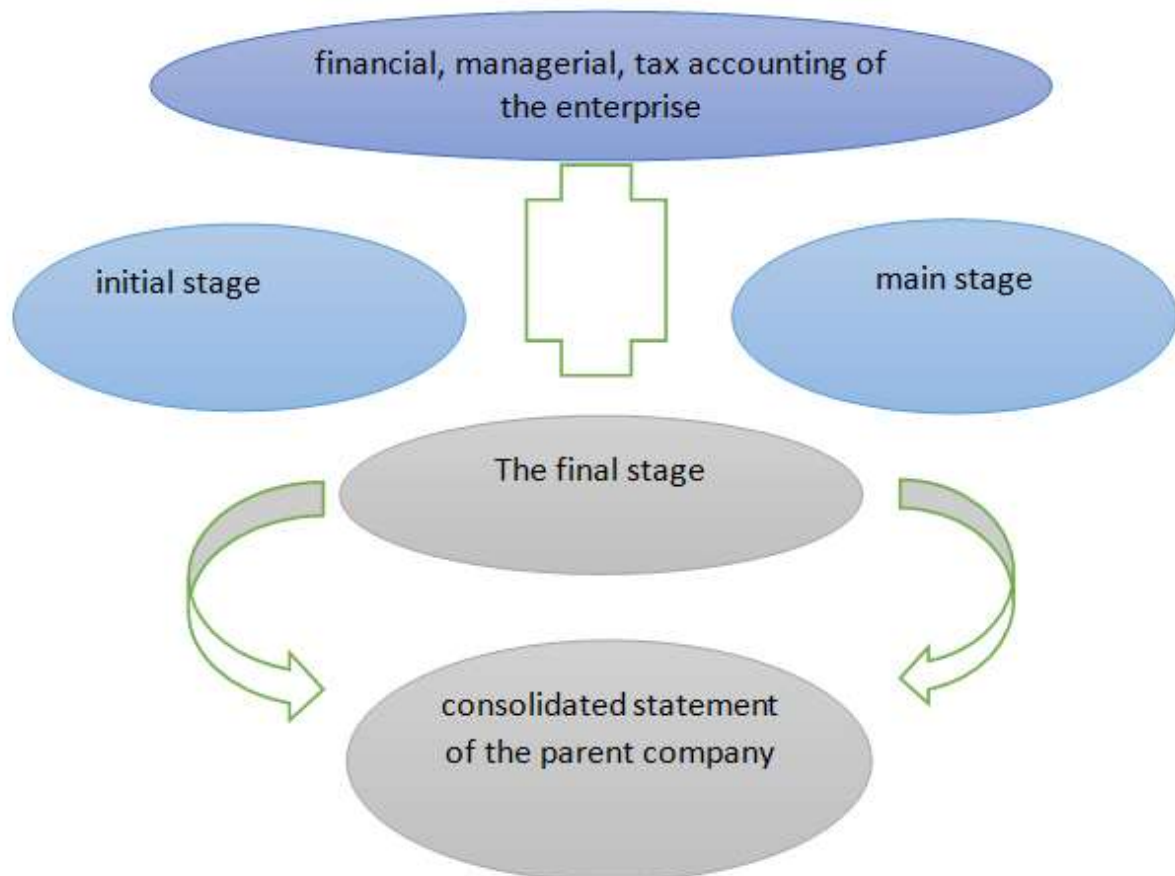 financial, managerial, tax accounting of
the enterprise
initial stage
main stage
The final stage
consolidated statement
of the parent company